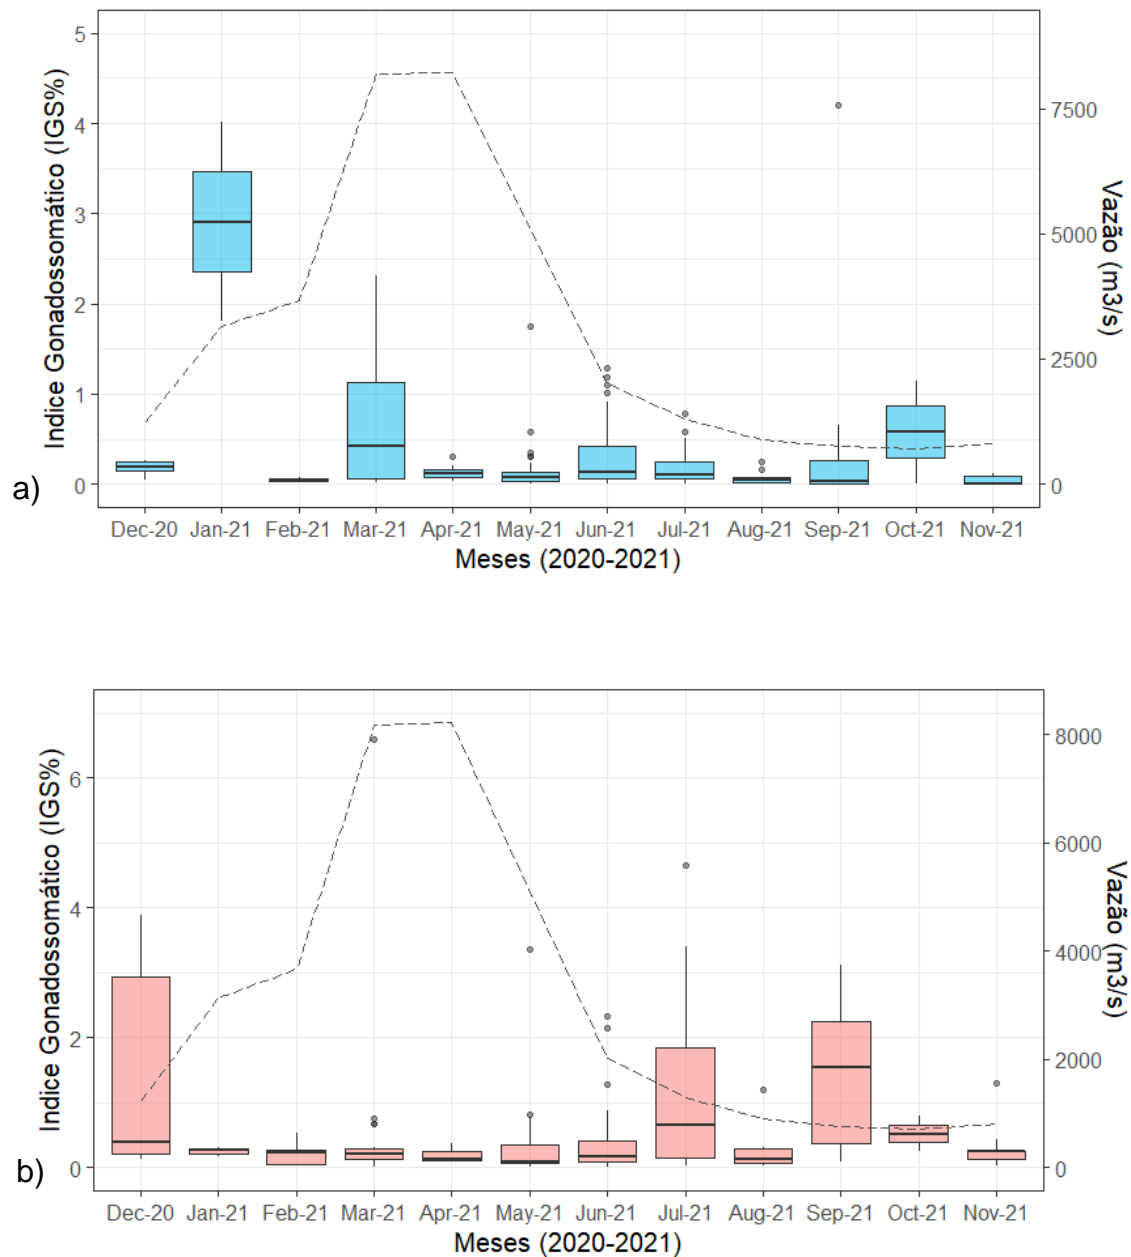 5
4
3
2
1
0
Indice Gonadossomático (IGS%)
7500
5000
2500
0
Vazão (m3/s)
a)
Dec-20 Jan-21 Feb-21 Mar-21 Apr-21 May-21 Jun-21 Jul-21 Aug-21 Sep-21 Oct-21 Nov-21
Meses (2020-2021)
6
4
2
0
Indice Gonadossomático (IGS%)
8000
6000
4000
2000
0
Vazão (m3/s)
b)
Dec-20 Jan-21 Feb-21 Mar-21 Apr-21 May-21 Jun-21 Jul-21 Aug-21 Sep-21 Oct-21 Nov-21
Meses (2020-2021)